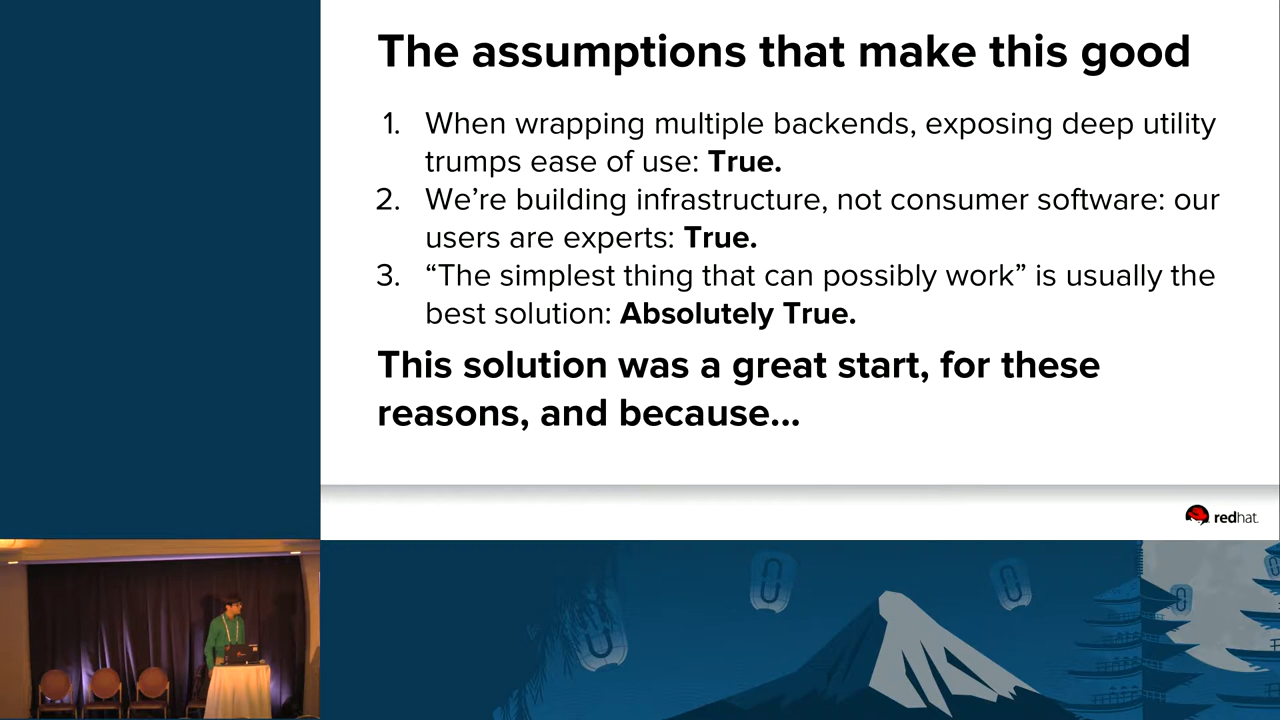 The assumptions that make this good
1. When wrapping multiple backends, exposing deep utility
trumps ease of use: True.
2. We’re building infrastructure, not consumer software: our
users are experts: True.
3. “The simplest thing that can possibly work” is usually the
best solution: Absolutely True.
This solution was a great start, for these
reasons, and because...
redhat.